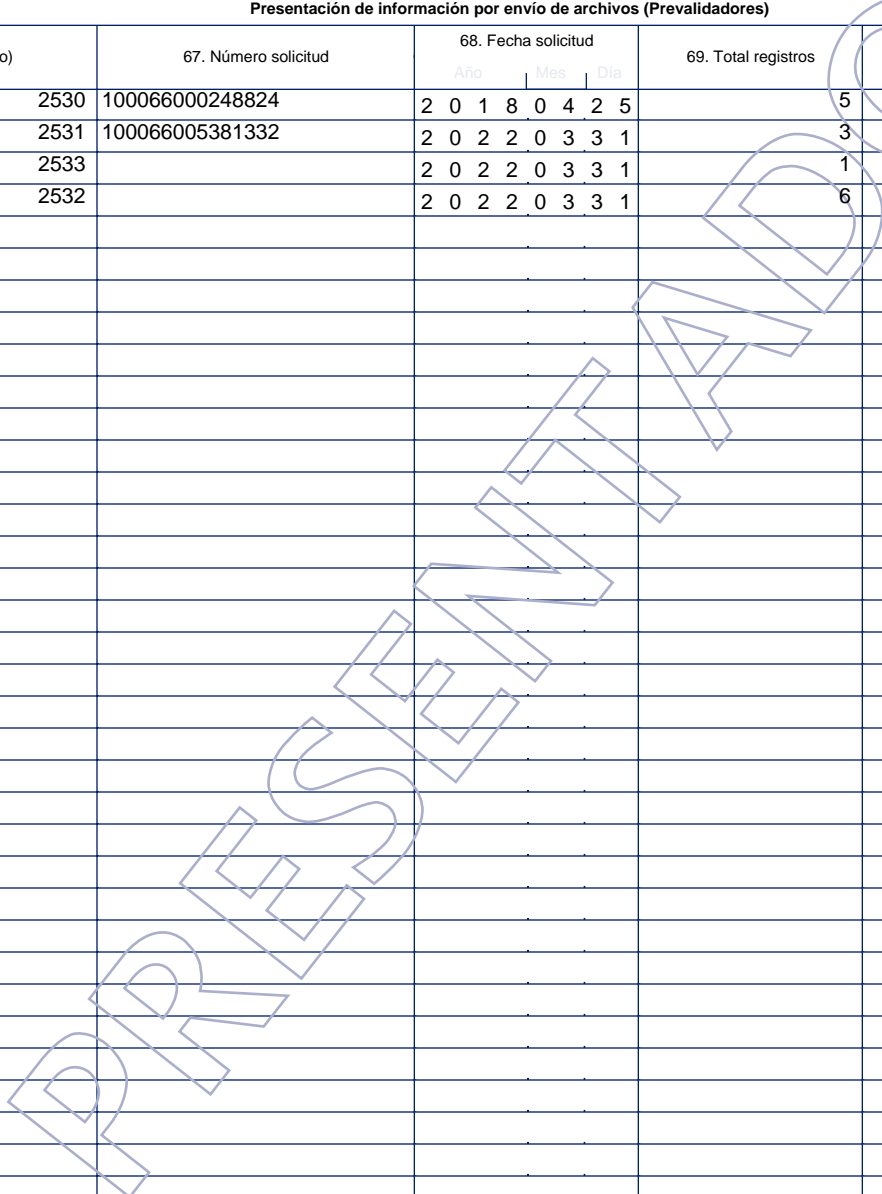 Presentación de información por envío de archivos (Prevalidadores)
o) 67. Número solicitud 68. Fecha solicitud 69. Total registros
Año Mes Día
2530 100066000248824 2 0 1 8 0 4 2 5 5
2531 100066005381332 2 0 2 2 0 3 3 1 3
2533 2 0 2 2 0 3 3 1 1
2532 2 0 2 2 0 3 3 1 6
PRESENTADO